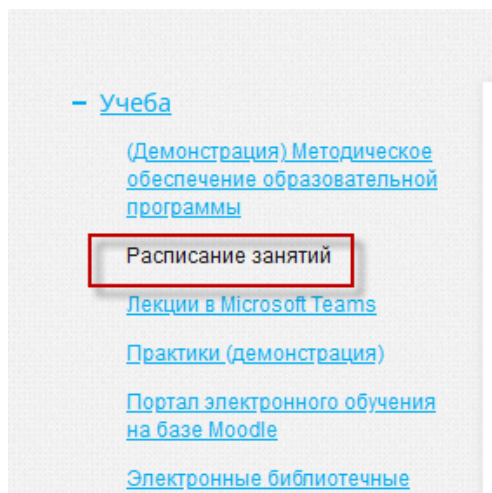 – Учеба
(Демонстрация) Методическое
обеспечение образовательной
программы
Расписание занятий
Лекции в Microsoft Teams
Практики (демонстрация)
Портал электронного обучения
на базе Moodle
Электронные библиотечные